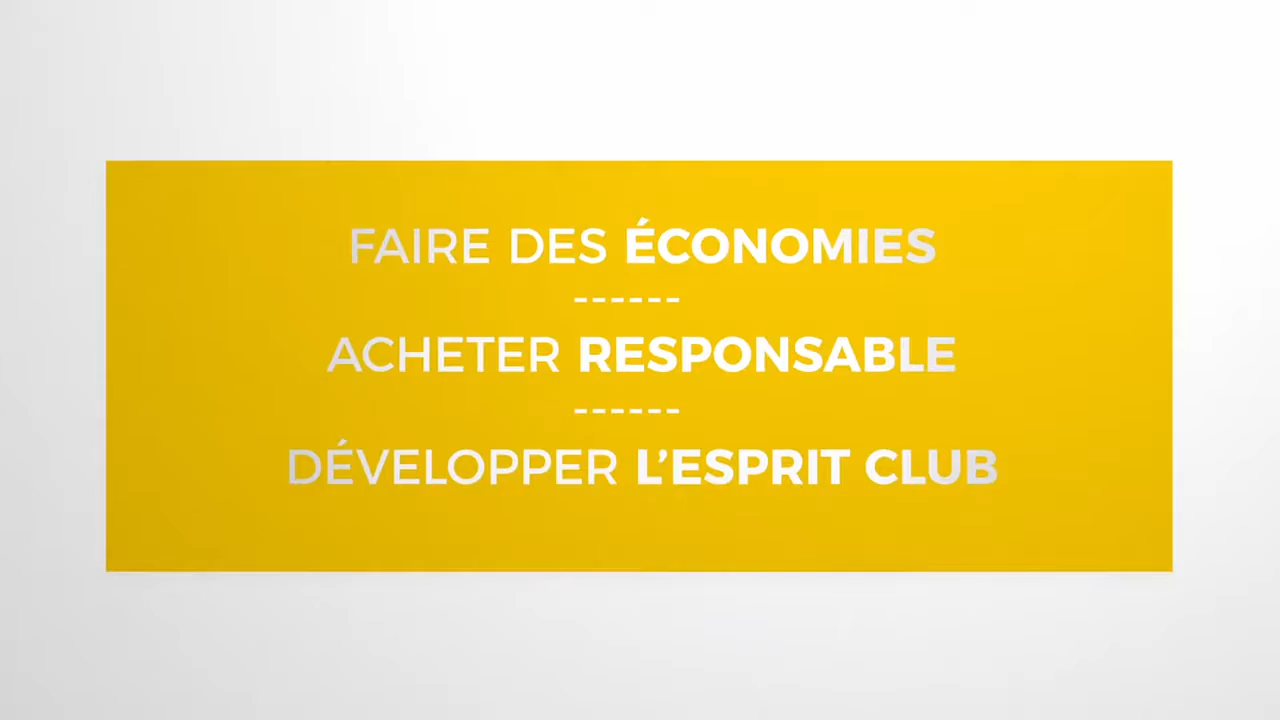 FAIRE DES ÉCONOMIES
------
ACHETER RESPONSABLE
------
DÉVELOPPER L’ESPRIT CLUB